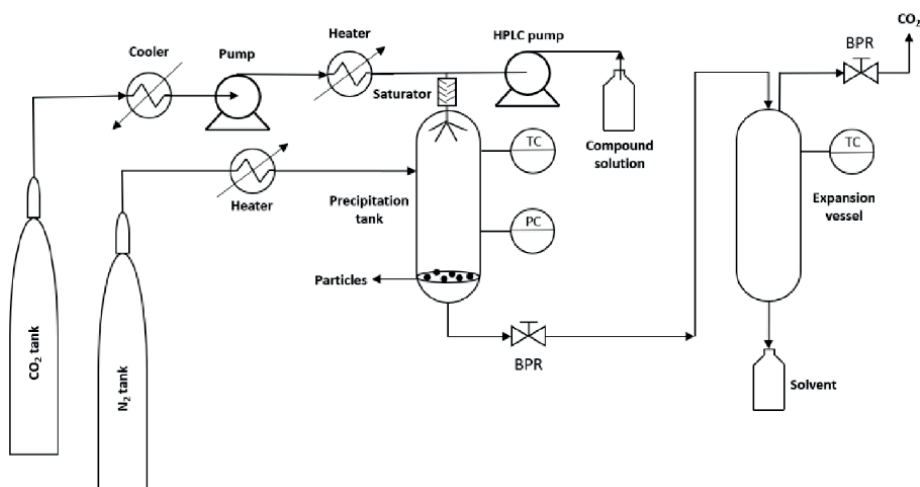 CO2
BPR
Cooler
Pump
Heater
HPLC pump
Saturator
Compound
solution
TC
Heater
Precipitation
tank
PC
Particles
BPR
TC
Expansion
vessel
Solvent
CO2 tank
N2 tank